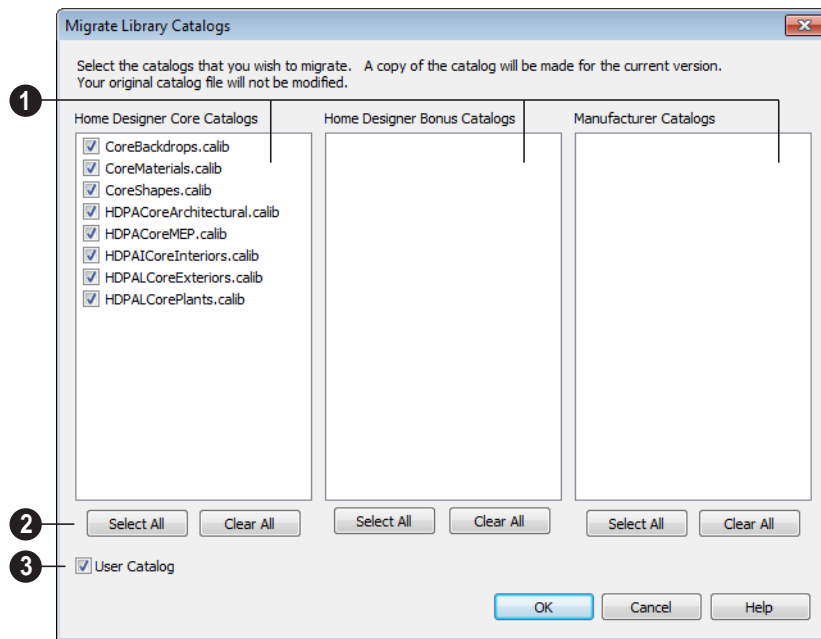 Migrate Library Catalogs
Select the catalogs that you wish to migrate. A copy of the catalog will be made for the current version.
Your original catalog file will not be modified.
1
Home Designer Core Catalogs
Home Designer Bonus Catalogs
Manufacturer Catalogs
CoreBackdrops.calib
CoreMaterials.calib
CoreShapes.calib
HDPACoreArchitectural.calib
HDPACoreMEP.calib
HDPAICoreInteriors.calib
HDPALCoreExteriors.calib
HDPALCorePlants.calib
2
Select All
Clear All
Select All
Clear All
Select All
Clear All
3
User Catalog
OK
Cancel
Help